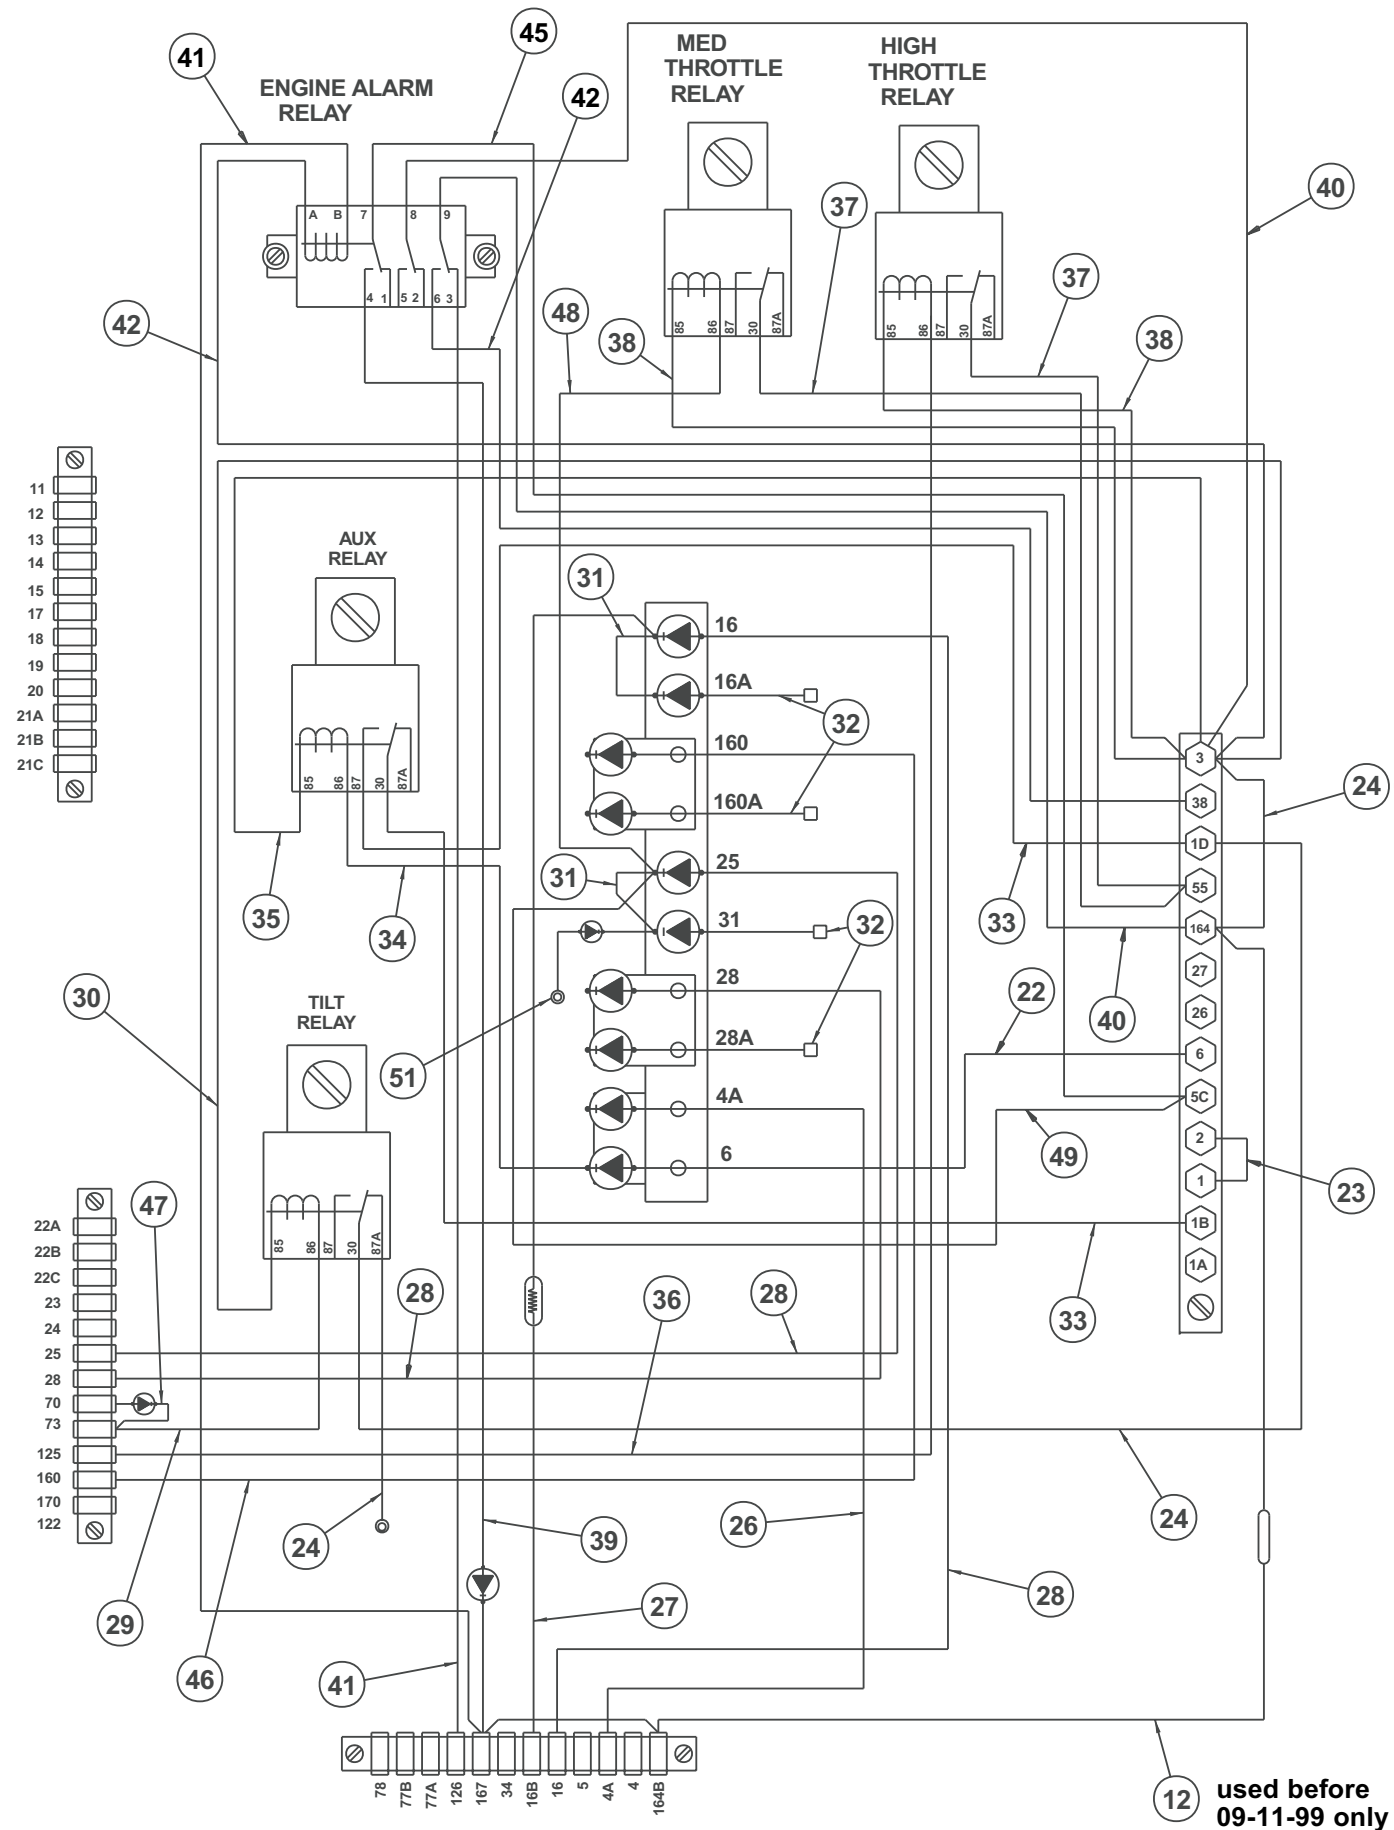 45
41
MED
THROTTLE
RELAY
HIGH
THROTTLE
RELAY
ENGINE ALARM
RELAY
42
40
37
A B 7 8 9
37
4 1 5 2 6 3
48
42
38
38
85 86 87 30 87A
85 86 87 30 87A
11
12
13
14
15
17
18
19
20
21A
21B
21C
AUX
RELAY
85 86 87 30 87A
31
16
16A
32
160
160A
25
31
31
32
28
28A
4A
6
3
38
1D
55
164
27
26
6
5C
2
1
1B
1A
24
35
34
33
40
22
30
TILT
RELAY
51
49
23
85 86 87 30 87A
47
22A
22B
22C
23
24
25
28
70
73
125
160
170
122
28
36
28
33
24
39
26
24
29
27
28
46
41
78
77B
77A
126
167
34
16B
16
5
4A
4
164B
12
used before
09-11-99 only